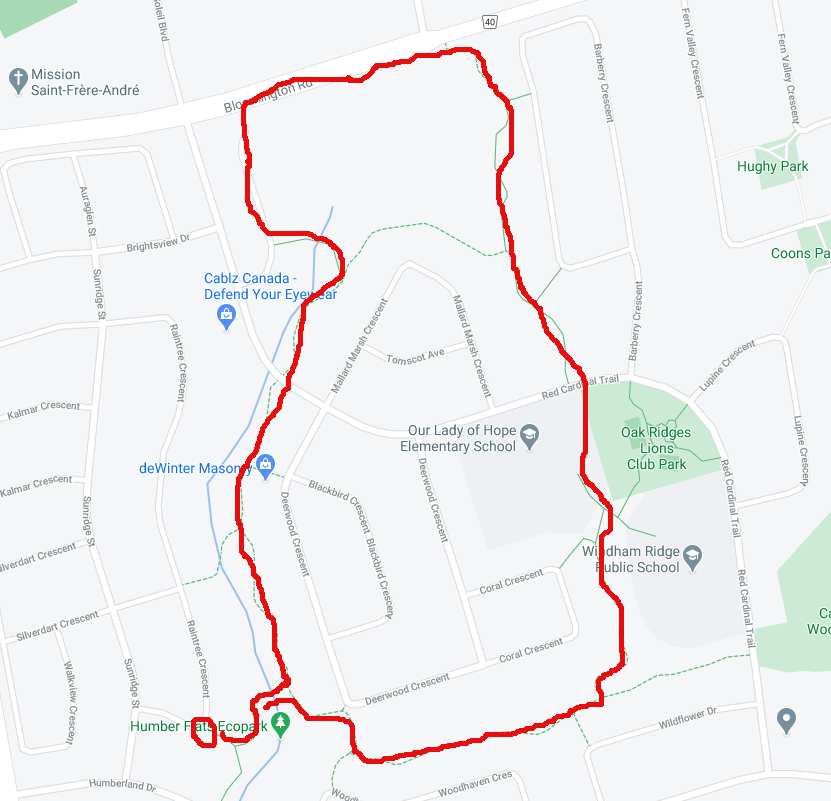 40
Soleil Blvd
Mission
Saint-Frère-André
Bloomington Rd
Barberry Crescent
Fern Valley Crescent
Fern Valley Crescent
Hughy Park
Auraglen St
Brightsview Dr
Coons Pa
Sunridge St
Cablz Canada -
Defend Your Eyewear
Mallard Marsh Crescent
Mallard Marsh Crescent
Tomscot Ave
Barberry Crescent
Raintree Crescent
Red Cardinal Trail
Lupine Crescent
Kalmar Crescent
Our Lady of Hope
Elementary School
Oak Ridges
Lions
Club Park
Lupine Crescent
deWinter Masonry
Kalmar Crescent
Deerwood Crescent
Blackbird Crescent
Blackbird Crescent
Deerwood Crescent
Red Cardinal Trail
Sunridge St
Silverdart Crescent
Windham Ridge
Public School
Coral Crescent
Red Cardinal Trail
Silverdart Crescent
Raintree Crescent
Coral Crescent
Ca
Woo
Walkview Crescent
Sunridge St
Deerwood Crescent
Humber Flats Ecopark
Wildflower Dr
Humberland Dr
Woodhaven Cres
Woodh